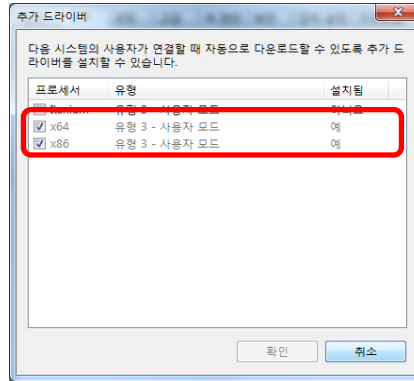 추가 드라이버
다음 시스템의 사용자가 연결할 때 자동으로 다운로드할 수 있도록 추가 드
라이버를 설치할 수 있습니다.
프로세서 유형 설치됨
Itanium 유형 3 - 사용자 모드 아니요
x64 유형 3 - 사용자 모드 예
x86 유형 3 - 사용자 모드 예
확인 취소